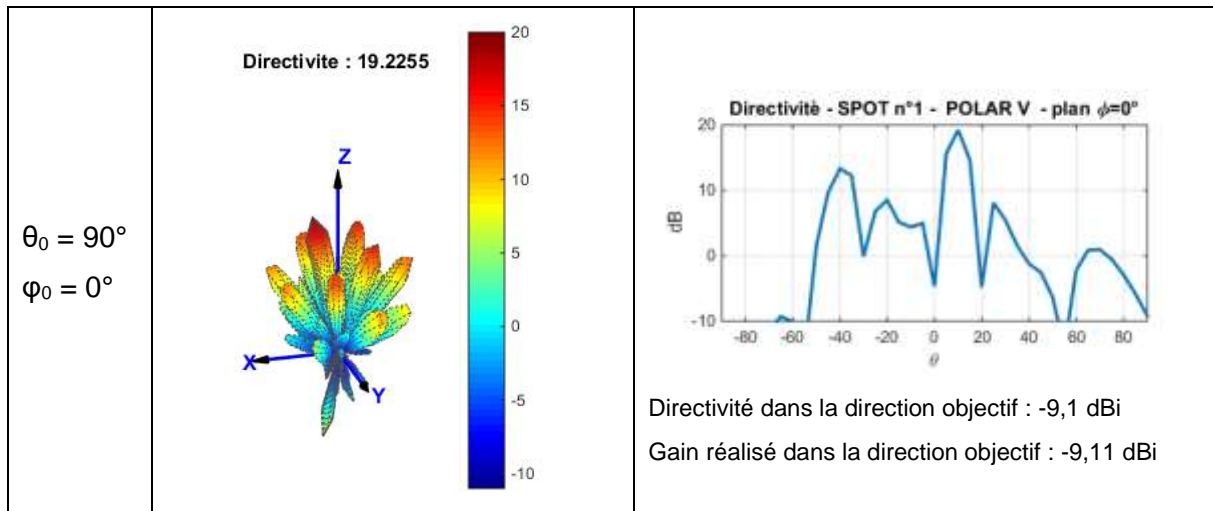 θ₀ = 90°
φ₀ = 0°
Directivite : 19.2255
Z
X
Y
20
15
10
5
0
-5
-10
Directivité - SPOT n°1 - POLAR V - plan ϕ=0°
dB
20
10
0
-10
-80 -60 -40 -20 0 20 40 60 80
θ
Directivité dans la direction objectif : -9,1 dBi
Gain réalisé dans la direction objectif : -9,11 dBi